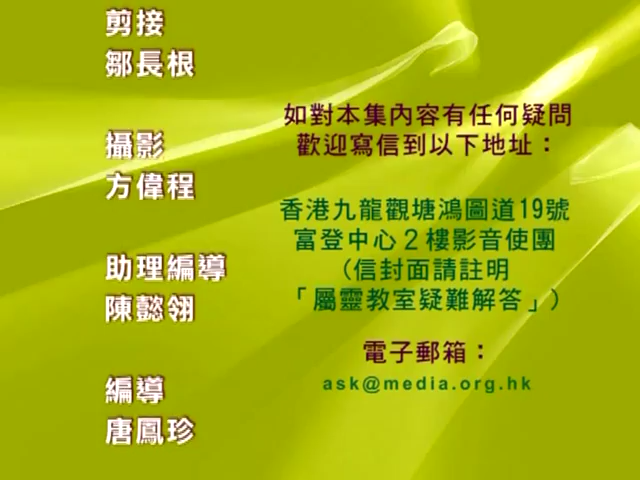 剪接
鄒長根
攝影
方偉程
助理編導
陳懿翎
編導
唐鳳珍
如對本集內容有任何疑問
歡迎寫信到以下地址：
香港九龍觀塘鴻圖道19號
富登中心2樓影音使團
(信封面請註明
「屬靈教室疑難解答」)
電子郵箱：
ask@media.org.hk